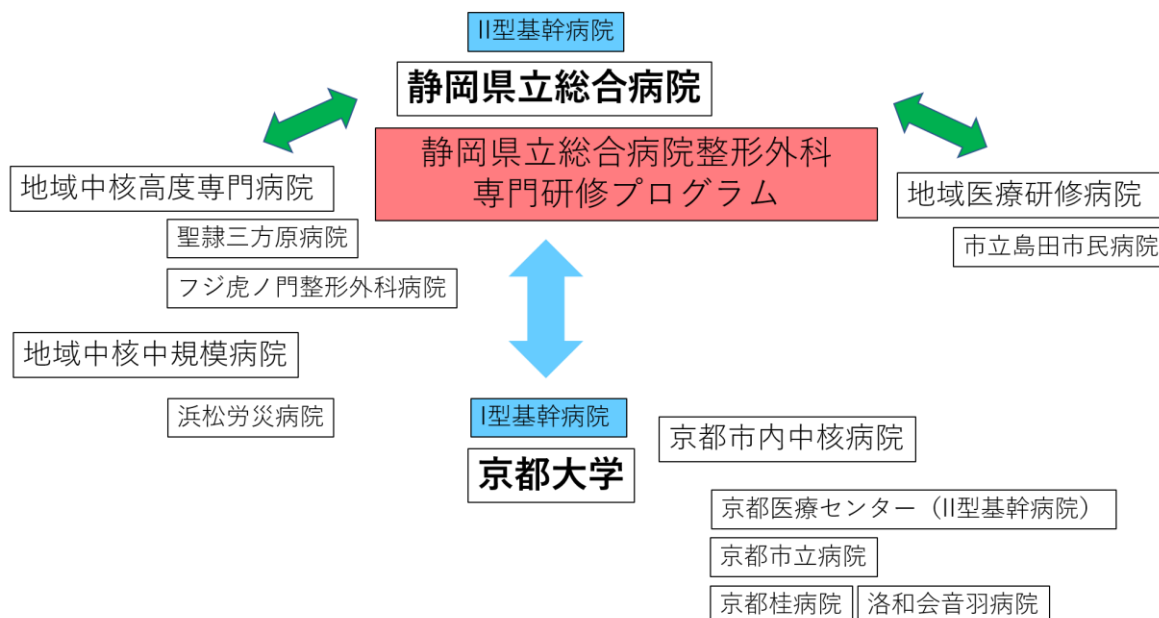 II型基幹病院
静岡県立総合病院
静岡県立総合病院整形外科
専門研修プログラム
地域中核高度専門病院
聖隷三方原病院
フジ虎ノ門整形外科病院
地域中核中規模病院
浜松労災病院
地域医療研修病院
市立島田市民病院
I型基幹病院
京都大学
京都市内中核病院
京都医療センター（II型基幹病院）
京都市立病院
京都桂病院
洛和会音羽病院